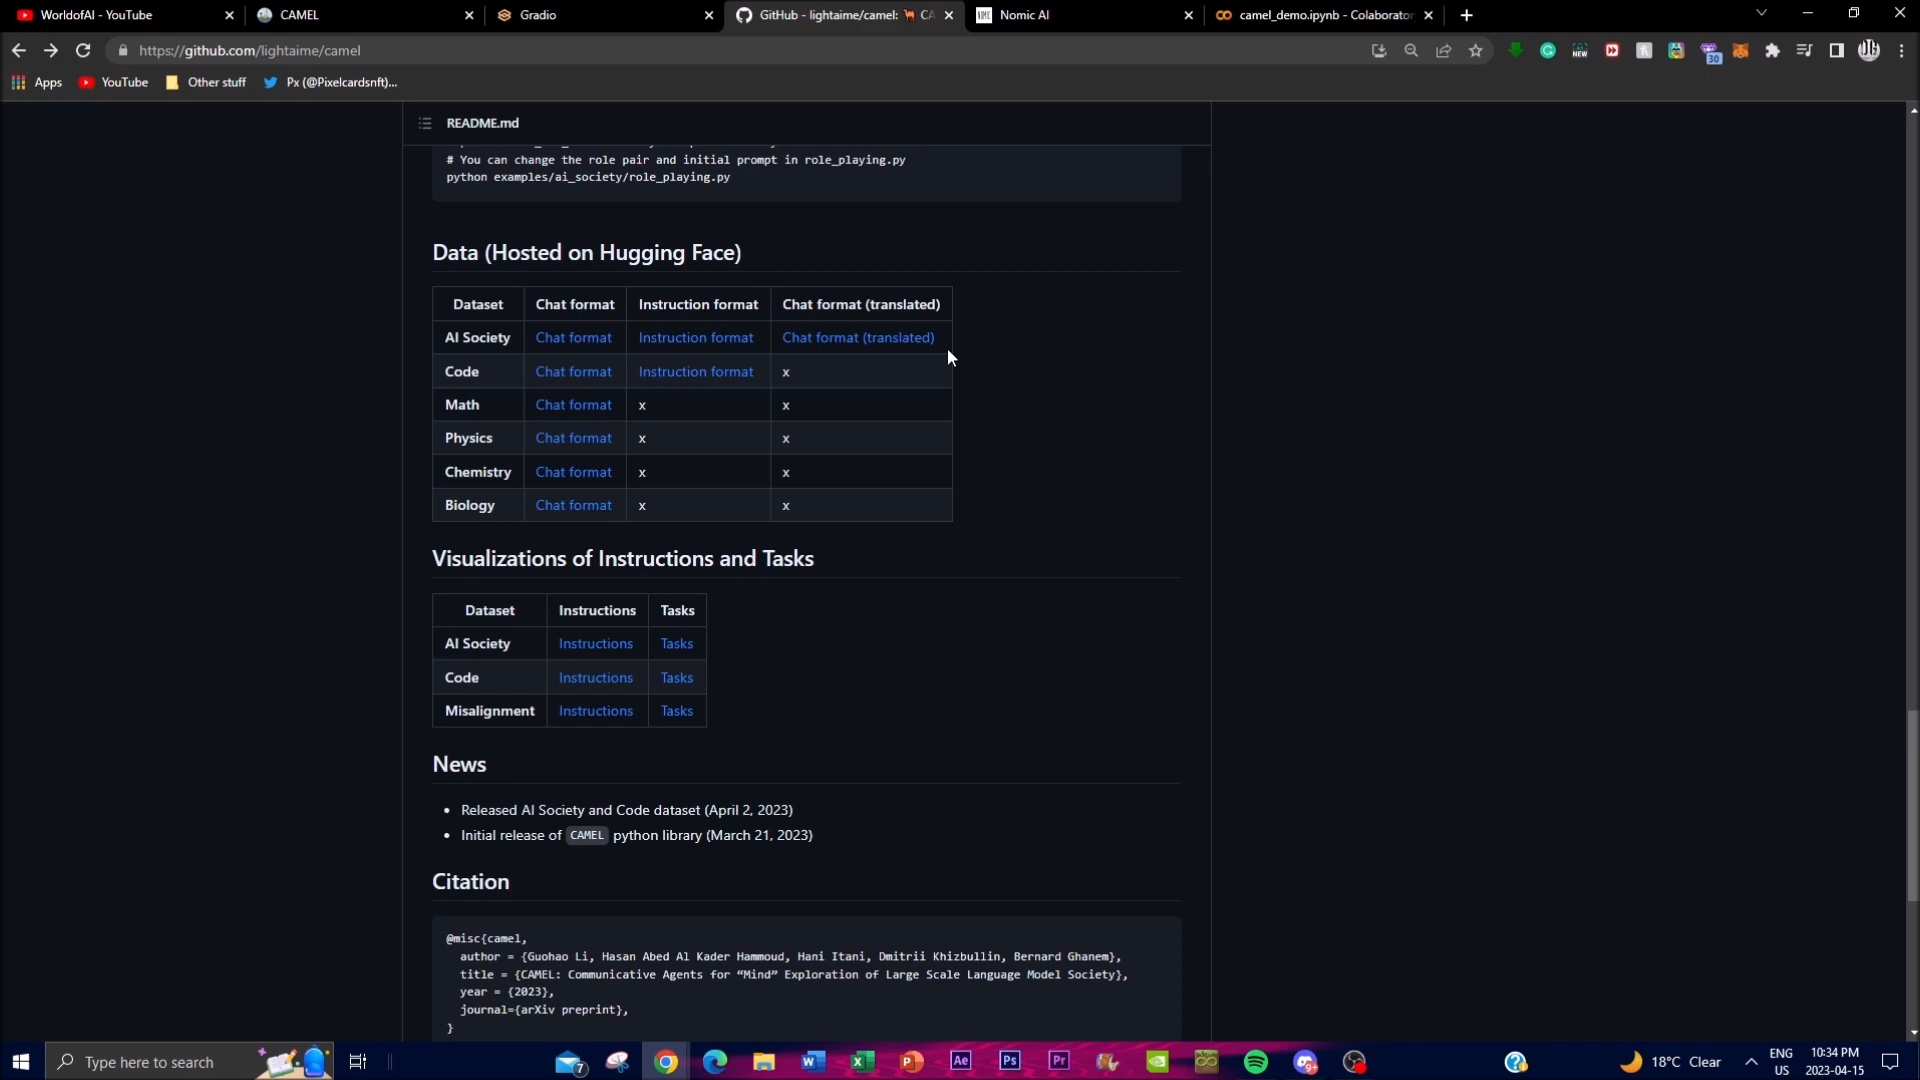 WorldofAI - YouTube
CAMEL
Gradio
GitHub - lightaime/camel: 🐪 CA
Nomic AI
camel_demo.ipynb - Colaborator
https://github.com/lightaime/camel
Apps
YouTube
Other stuff
Px (@Pixelcardsnft)...
README.md
# You can change the role pair and initial prompt in role_playing.py
python examples/ai_society/role_playing.py
Data (Hosted on Hugging Face)
Dataset Chat format Instruction format Chat format (translated)
AI Society Chat format Instruction format Chat format (translated)
Code Chat format Instruction format x
Math Chat format x x
Physics Chat format x x
Chemistry Chat format x x
Biology Chat format x x
Visualizations of Instructions and Tasks
Dataset Instructions Tasks
AI Society Instructions Tasks
Code Instructions Tasks
Misalignment Instructions Tasks
News
• Released AI Society and Code dataset (April 2, 2023)
• Initial release of CAMEL python library (March 21, 2023)
Citation
@misc{camel,
author = {Guohao Li, Hasan Abed Al Kader Hammoud, Hani Itani, Dmitrii Khizbullin, Bernard Ghanem},
title = {CAMEL: Communicative Agents for “Mind” Exploration of Large Scale Language Model Society},
year = {2023},
journal={arXiv preprint},
}
Type here to search
18°C Clear
ENG
US
10:34 PM
2023-04-15